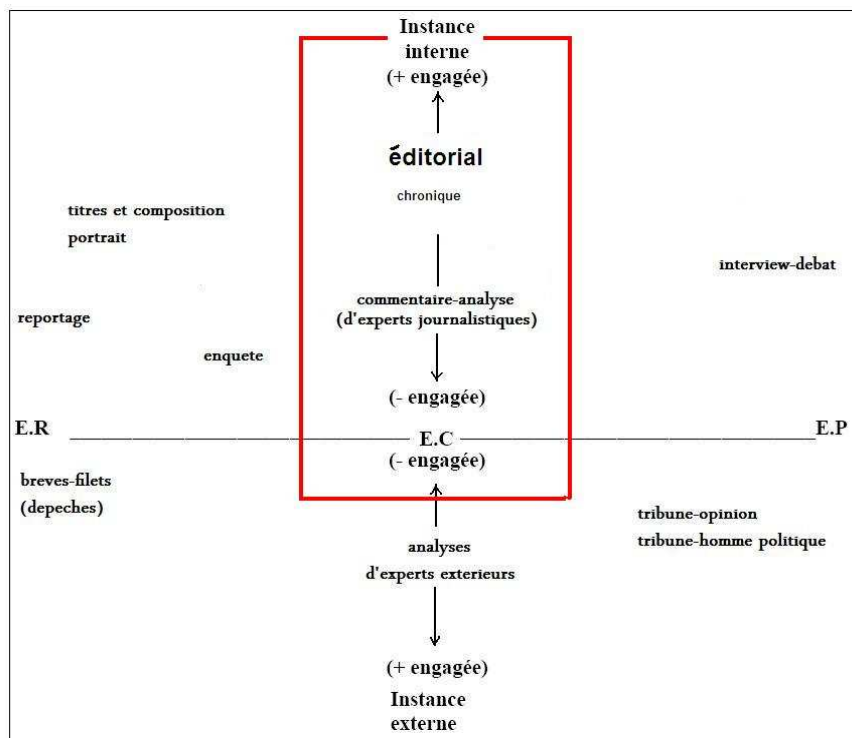 Instance
interne
(+ engagée)
éditorial
chronique
titres et composition
portrait
interview-debat
commentaire-analyse
(d'experts journalistiques)
reportage
enquete
(- engagée)
E.R
E.C
E.P
(- engagée)
breves-filets
(depeches)
tribune-opinion
tribune-homme politique
analyses
d'experts exterieurs
(+ engagée)
Instance
externe